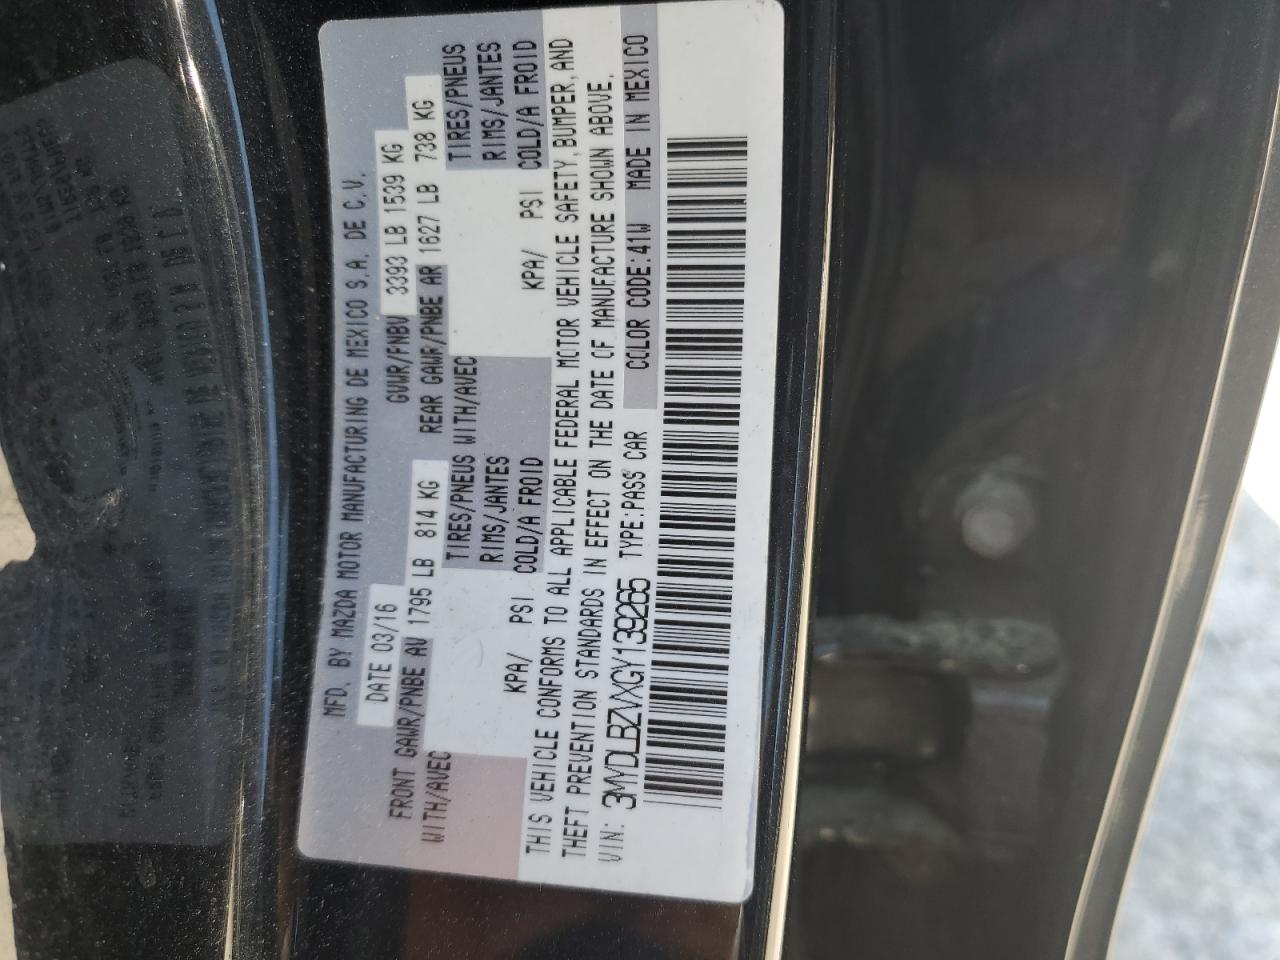 MFD. BY MAZDA MOTOR MANUFACTURING DE MEXICO S.A. DE C.V.
DATE 03/16 GVWR/PNBV 3393 LB 1539 KG
FRONT GAWR/PNBE AV 1795 LB 814 KG REAR GAWR/PNBE AR 1627 LB 738 KG
WITH/AVEC TIRES/PNEUS WITH/AVEC TIRES/PNEUS
RIMS/JANTES RIMS/JANTES
KPA/ PSI COLD/A FROID KPA/ PSI COLD/A FROID
THIS VEHICLE CONFORMS TO ALL APPLICABLE FEDERAL MOTOR VEHICLE SAFETY, BUMPER, AND
THEFT PREVENTION STANDARDS IN EFFECT ON THE DATE OF MANUFACTURE SHOWN ABOVE.
VIN: 3MYDLBZVXGY139265 TYPE:PASS CAR COLOR CODE:41W MADE IN MEXICO